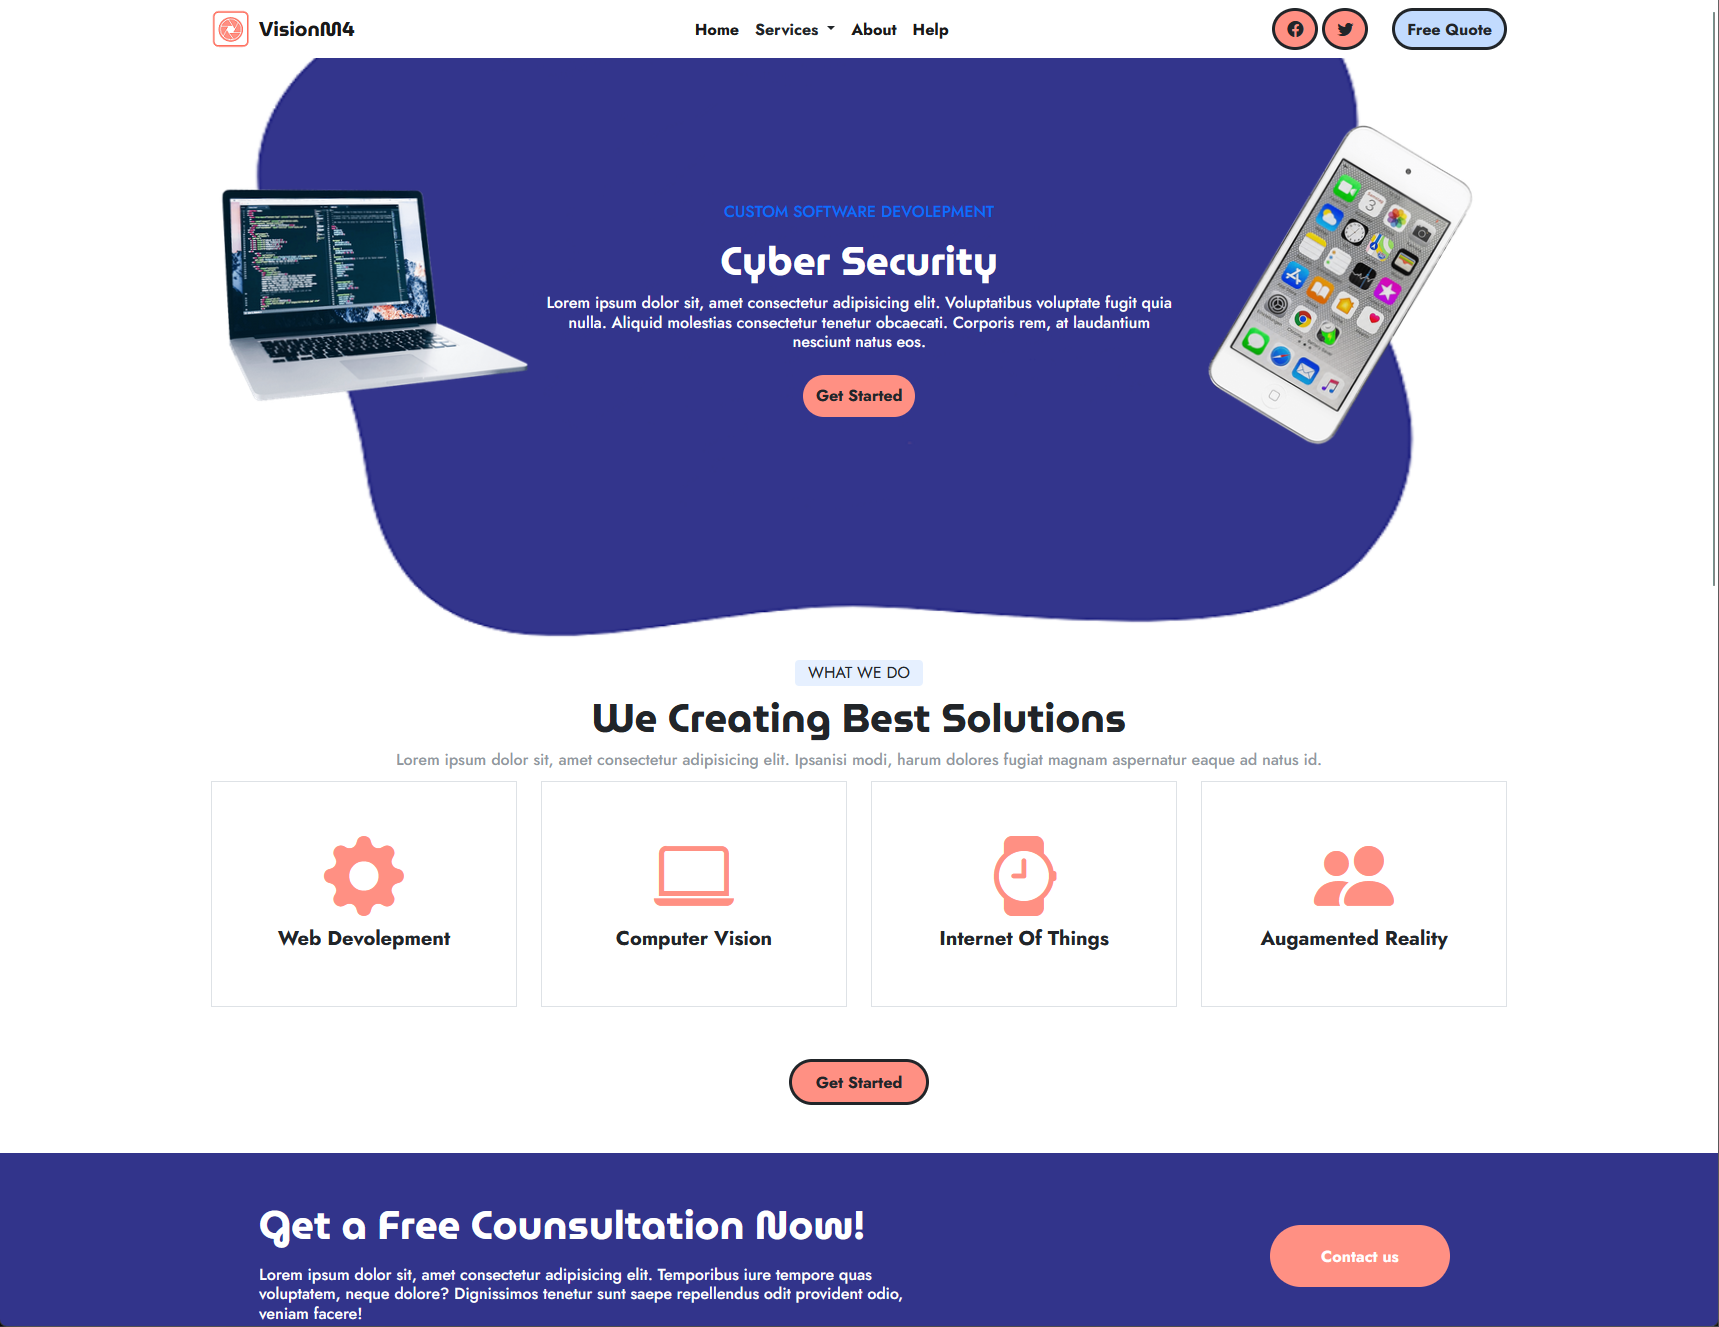 VisionM4
Home Services About Help
Free Quote
CUSTOM SOFTWARE DEVOLEPMENT
Cyber Security
Lorem ipsum dolor sit, amet consectetur adipisicing elit. Voluptatibus voluptate fugit quia
nulla. Aliquid molestias consectetur tenetur obcaecati. Corporis rem, at laudantium
nesciunt natus eos.
Get Started
3
WHAT WE DO
We Creating Best Solutions
Lorem ipsum dolor sit, amet consectetur adipisicing elit. Ipsanisi modi, harum dolores fugiat magnam aspernatur eaque ad natus id.
Web Devolepment
Computer Vision
Internet Of Things
Augamented Reality
Get Started
Get a Free Counsultation Now!
Lorem ipsum dolor sit, amet consectetur adipisicing elit. Temporibus iure tempore quas
voluptatem, neque dolore? Dignissimos tenetur sunt saepe repellendus odit provident odio,
veniam facere!
Contact us